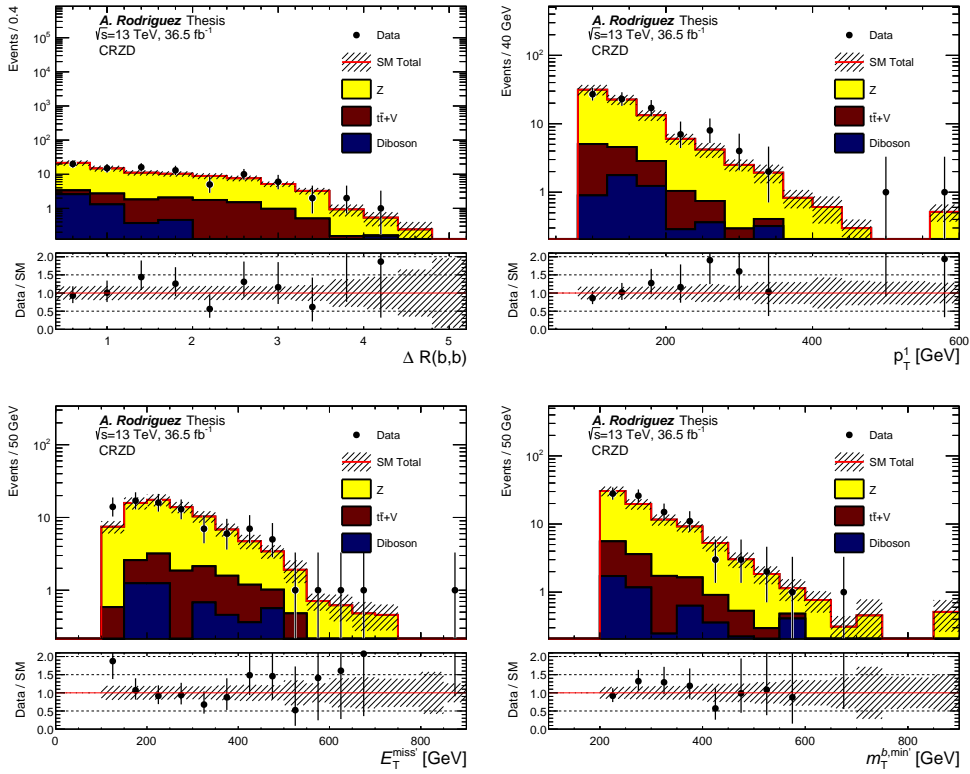 A. Rodriguez Thesis
√s=13 TeV, 36.5 fb⁻¹
CRZD
Data
SM Total
Z
tt̄+V
Diboson
Events / 0.4
10⁵
10⁴
10³
10²
10
1
Data / SM
2.0
1.5
1.0
0.5
0.0
1 2 3 4 5
Δ R(b,b)
A. Rodriguez Thesis
√s=13 TeV, 36.5 fb⁻¹
CRZD
Data
SM Total
Z
tt̄+V
Diboson
Events / 40 GeV
10²
10
1
Data / SM
2.0
1.5
1.0
0.5
0.0
200 400 600
p_T¹ [GeV]
A. Rodriguez Thesis
√s=13 TeV, 36.5 fb⁻¹
CRZD
Data
SM Total
Z
tt̄+V
Diboson
Events / 50 GeV
10²
10
1
Data / SM
2.0
1.5
1.0
0.5
0.0
0 200 400 600 800
E_T^miss' [GeV]
A. Rodriguez Thesis
√s=13 TeV, 36.5 fb⁻¹
CRZD
Data
SM Total
Z
tt̄+V
Diboson
Events / 50 GeV
10²
10
1
Data / SM
2.0
1.5
1.0
0.5
0.0
200 400 600 800
m_T^b,min' [GeV]